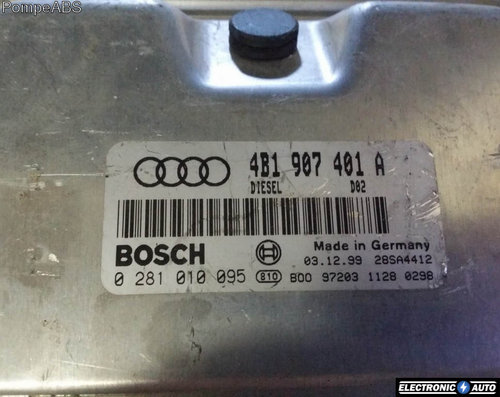 PompeABS
4B1 907 401 A
DIESEL D02
BOSCH
Made in Germany
03.12.99 28SA4412
0 281 010 095 810 800 97203 1128 0298
ELECTRONIC AUTO